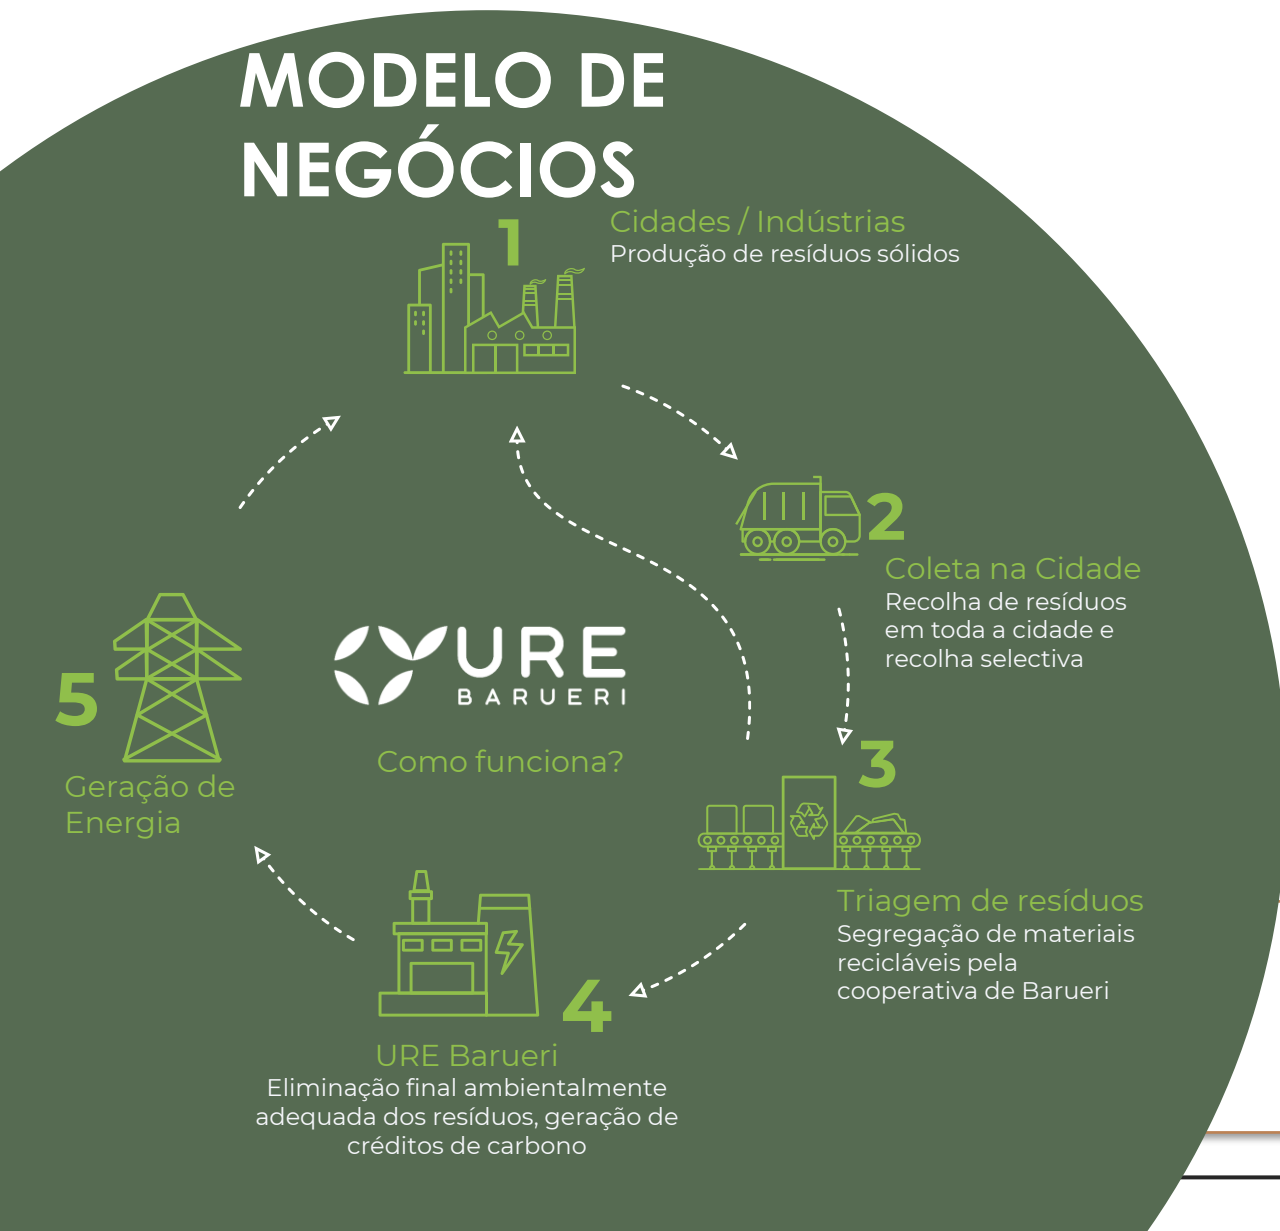 MODELO DE
NEGÓCIOS
1
Cidades / Indústrias
Produção de resíduos sólidos
2
Coleta na Cidade
Recolha de resíduos
em toda a cidade e
recolha selectiva
3
Triagem de resíduos
Segregação de materiais
recicláveis pela
cooperativa de Barueri
4
URE Barueri
Eliminação final ambientalmente
adequada dos resíduos, geração de
créditos de carbono
5
Geração de
Energia
URE
BARUERI
Como funciona?